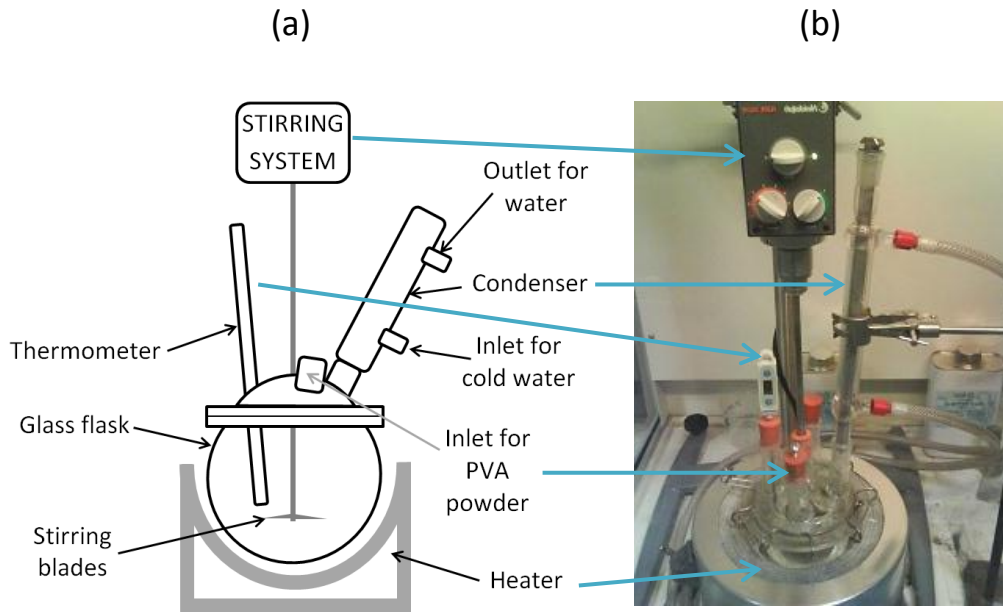 (a)
(b)
STIRRING
SYSTEM
Outlet for
water
Condenser
Thermometer
Inlet for
cold water
Glass flask
Inlet for
PVA
powder
Stirring
blades
Heater